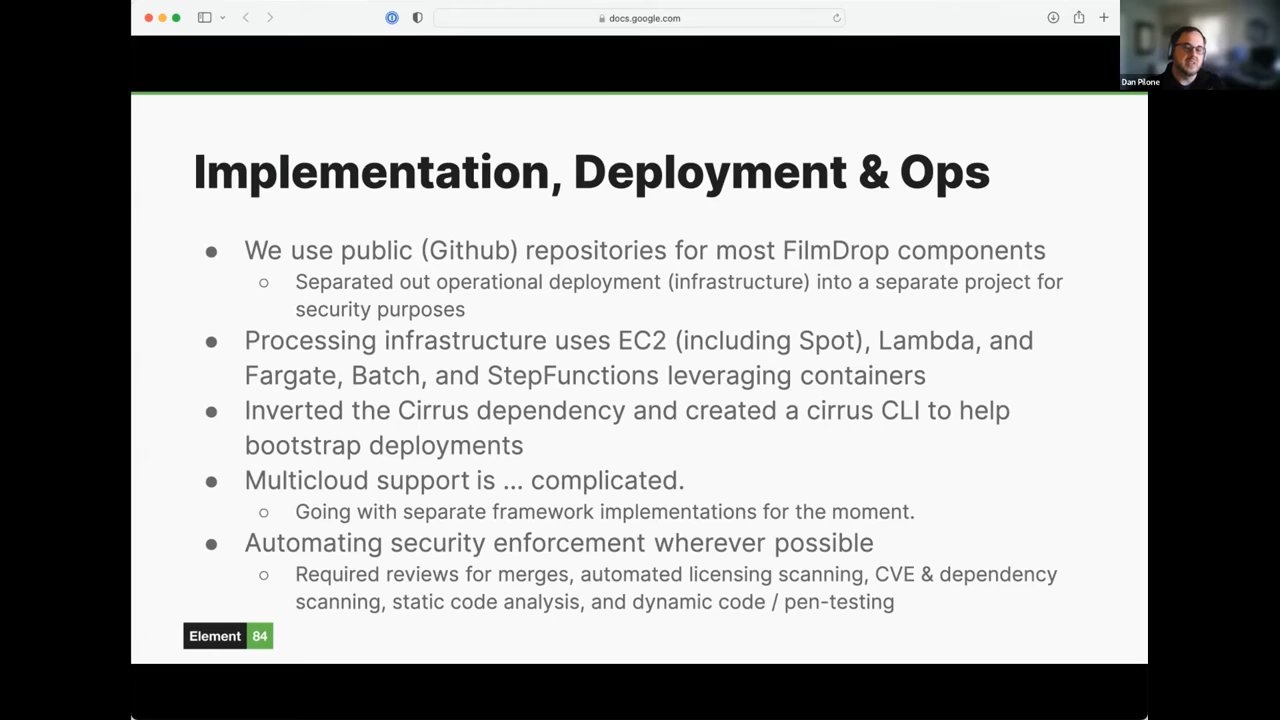 docs.google.com
Dan Pilone
Implementation, Deployment & Ops
● We use public (Github) repositories for most FilmDrop components
○ Separated out operational deployment (infrastructure) into a separate project for
security purposes
● Processing infrastructure uses EC2 (including Spot), Lambda, and
Fargate, Batch, and StepFunctions leveraging containers
● Inverted the Cirrus dependency and created a cirrus CLI to help
bootstrap deployments
● Multicloud support is ... complicated.
○ Going with separate framework implementations for the moment.
● Automating security enforcement wherever possible
○ Required reviews for merges, automated licensing scanning, CVE & dependency
scanning, static code analysis, and dynamic code / pen-testing
Element 84